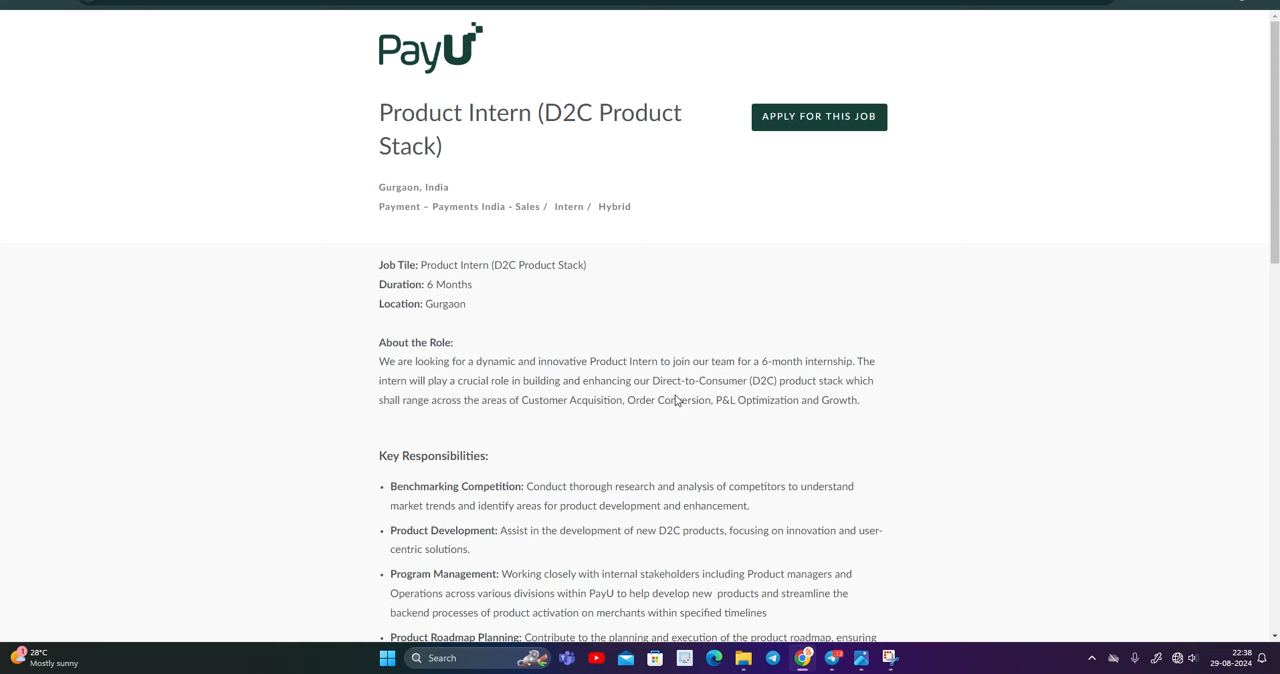 PayU
Product Intern (D2C Product
Stack)
APPLY FOR THIS JOB
Gurgaon, India
Payment – Payments India - Sales / Intern / Hybrid
Job Tile: Product Intern (D2C Product Stack)
Duration: 6 Months
Location: Gurgaon
About the Role:
We are looking for a dynamic and innovative Product Intern to join our team for a 6-month internship. The
intern will play a crucial role in building and enhancing our Direct-to-Consumer (D2C) product stack which
shall range across the areas of Customer Acquisition, Order Conversion, P&L Optimization and Growth.
Key Responsibilities:
• Benchmarking Competition: Conduct thorough research and analysis of competitors to understand
market trends and identify areas for product development and enhancement.
• Product Development: Assist in the development of new D2C products, focusing on innovation and user-
centric solutions.
• Program Management: Working closely with internal stakeholders including Product managers and
Operations across various divisions within PayU to help develop new products and streamline the
backend processes of product activation on merchants within specified timelines
• Product Roadmap Planning: Contribute to the planning and execution of the product roadmap, ensuring
1
28°C
Mostly sunny
Search
22:38
29-08-2024